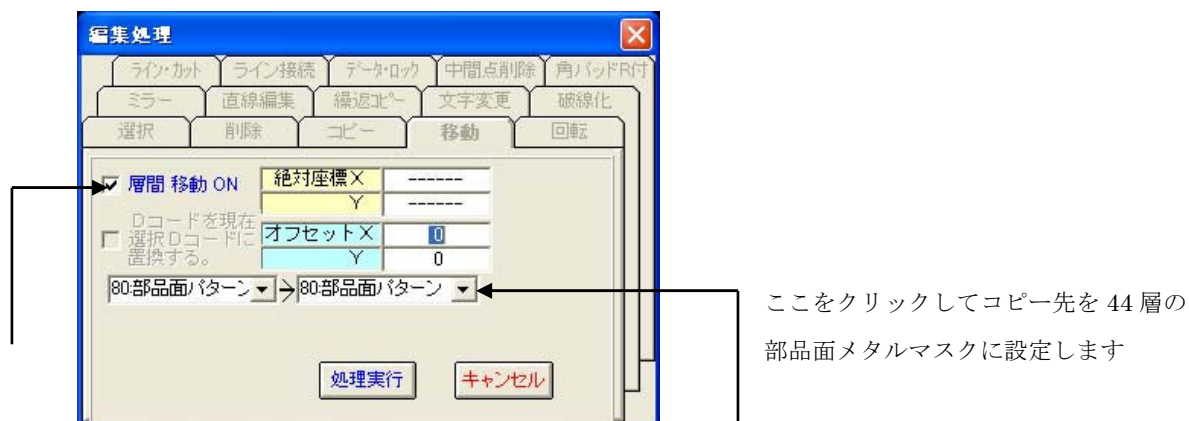 編集処理
ライン・カット ライン接続 データ・ロック 中間点削除 角パッドR付
ミラー 直線編集 繰返コピー 文字変更 破線化
選択 削除 コピー 移動 回転
層間 移動 ON
絶対座標X ------
Y ------
Dコードを現在
選択Dコードに
置換する。
オフセットX 0
Y 0
80:部品面パターン → 80:部品面パターン
ここをクリックしてコピー先を 44 層の
部品面メタルマスクに設定します
処理実行 キャンセル